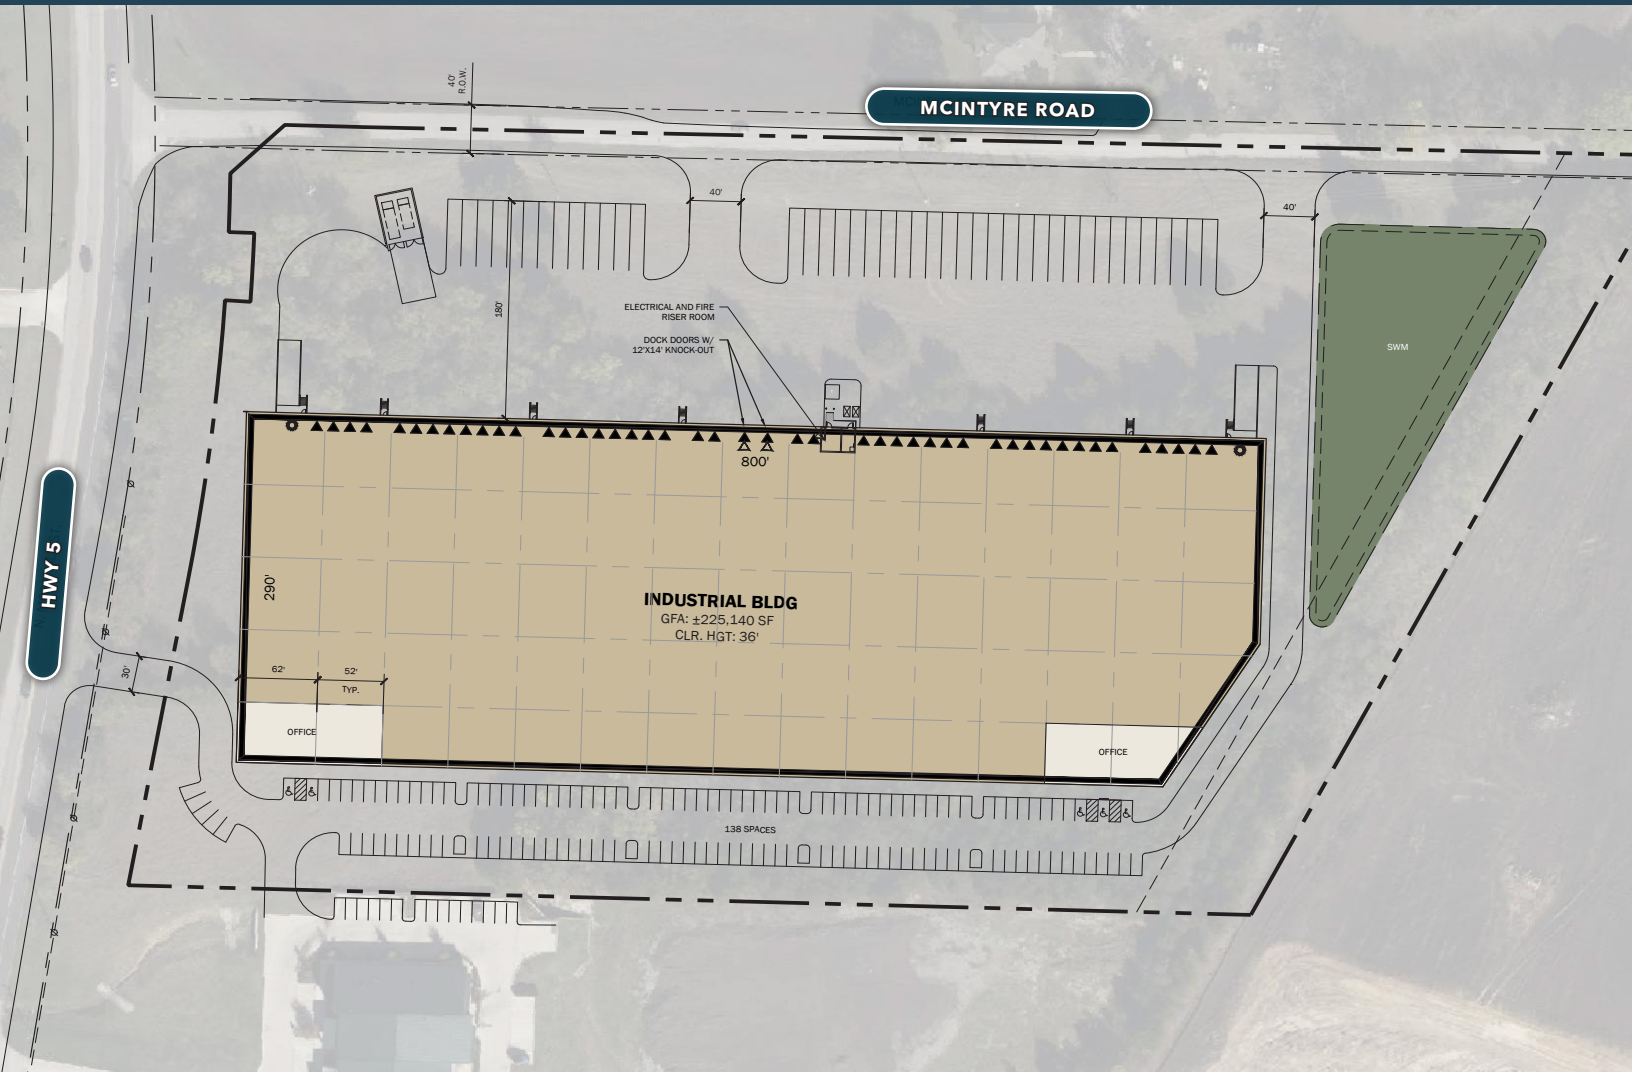 MCINTYRE ROAD
40'
R.O.W.
40'
40'
180'
ELECTRICAL AND FIRE
RISER ROOM
DOCK DOORS W/
12'X14' KNOCK-OUT
SWM
800'
HWY 5
290'
INDUSTRIAL BLDG
GFA: ±225,140 SF
CLR. HGT: 36'
30'
62'
52'
TYP.
OFFICE
OFFICE
138 SPACES